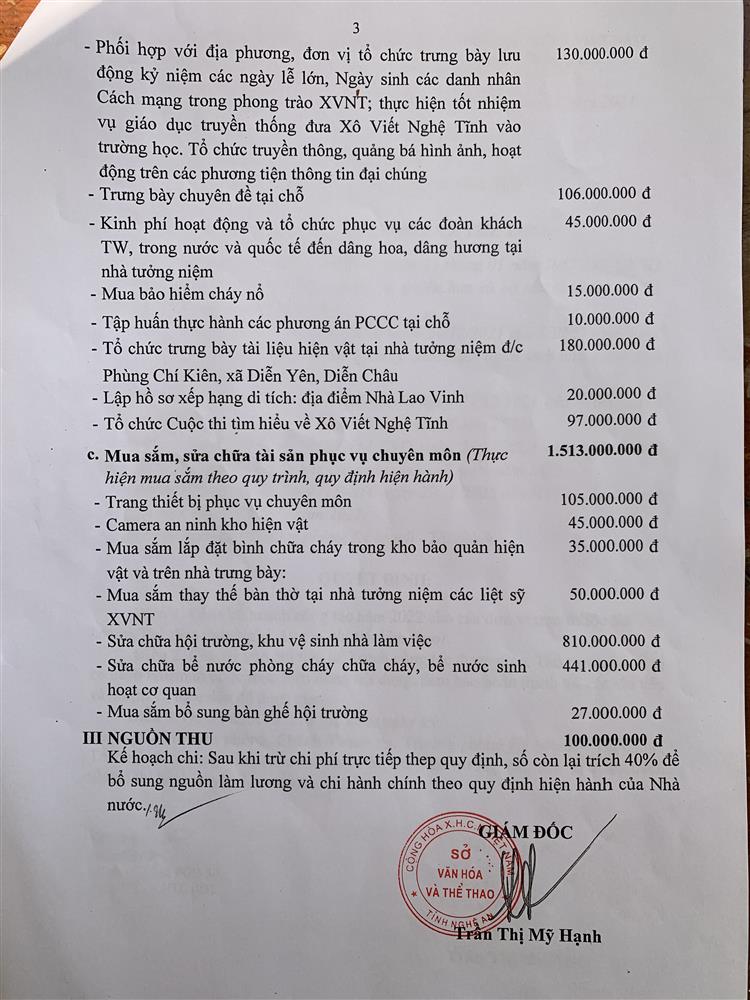 3
- Phối hợp với địa phương, đơn vị tổ chức trưng bày lưu 130.000.000 đ
động kỷ niệm các ngày lễ lớn, Ngày sinh các danh nhân
Cách mạng trong phong trào XVNT; thực hiện tốt nhiệm
vụ giáo dục truyền thống đưa Xô Viết Nghệ Tĩnh vào
trường học. Tổ chức truyền thông, quảng bá hình ảnh, hoạt
động trên các phương tiện thông tin đại chúng
- Trưng bày chuyên đề tại chỗ 106.000.000 đ
- Kinh phí hoạt động và tổ chức phục vụ các đoàn khách 45.000.000 đ
TW, trong nước và quốc tế đến dâng hoa, dâng hương tại
nhà tưởng niệm
- Mua bảo hiểm cháy nổ 15.000.000 đ
- Tập huấn thực hành các phương án PCCC tại chỗ 10.000.000 đ
- Tổ chức trưng bày tài liệu hiện vật tại nhà tưởng niệm đ/c 180.000.000 đ
Phùng Chí Kiên, xã Diễn Yên, Diễn Châu
- Lập hồ sơ xếp hạng di tích: địa điểm Nhà Lao Vinh 20.000.000 đ
- Tổ chức Cuộc thi tìm hiểu về Xô Viết Nghệ Tĩnh 97.000.000 đ
c. Mua sắm, sửa chữa tài sản phục vụ chuyên môn (Thực 1.513.000.000 đ
hiện mua sắm theo quy trình, quy định hiện hành)
- Trang thiết bị phục vụ chuyên môn 105.000.000 đ
- Camera an ninh kho hiện vật 45.000.000 đ
- Mua sắm lắp đặt bình chữa cháy trong kho bảo quản hiện 35.000.000 đ
vật và trên nhà trưng bày:
- Mua sắm thay thế bàn thờ tại nhà tưởng niệm các liệt sỹ 50.000.000 đ
XVNT
- Sửa chữa hội trường, khu vệ sinh nhà làm việc 810.000.000 đ
- Sửa chữa bể nước phòng cháy chữa cháy, bể nước sinh 441.000.000 đ
hoạt cơ quan
- Mua sắm bổ sung bàn ghế hội trường 27.000.000 đ
III NGUỒN THU 100.000.000 đ
Kế hoạch chi: Sau khi trừ chi phí trực tiếp thep quy định, số còn lại trích 40% để
bổ sung nguồn làm lương và chi hành chính theo quy định hiện hành của Nhà
nước.
GIÁM ĐỐC
CỘNG HÒA X.H.C.N VIỆT NAM
SỞ
VĂN HÓA
VÀ THỂ THAO
TỈNH NGHỆ AN
Trần Thị Mỹ Hạnh